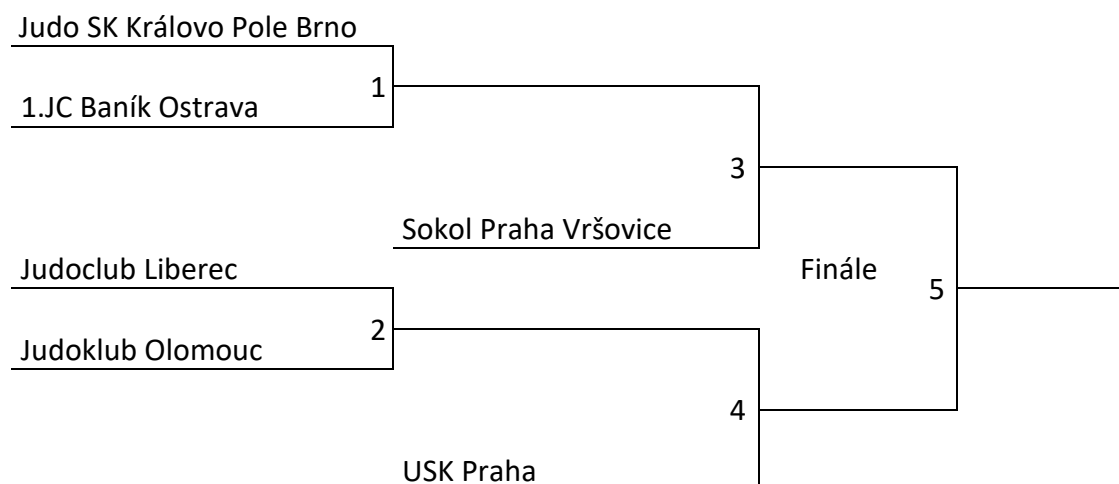 Judo SK Královo Pole Brno
1
1.JC Baník Ostrava
3
Sokol Praha Vršovice
Judoclub Liberec
Finále
5
2
Judoklub Olomouc
4
USK Praha